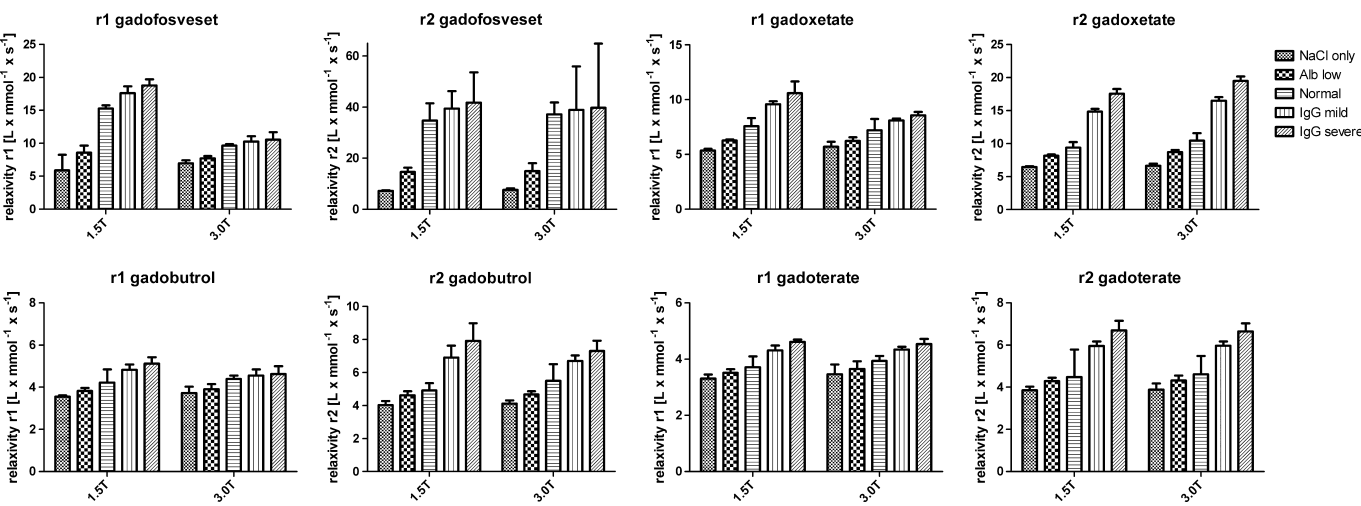 r1 gadofosveset
relaxivity r1 [L x mmol⁻¹ x s⁻¹]
25
20
15
10
5
0
1.5T
3.0T
r2 gadofosveset
relaxivity r2 [L x mmol⁻¹ x s⁻¹]
60
40
20
0
1.5T
3.0T
r1 gadoxetate
relaxivity r1 [L x mmol⁻¹ x s⁻¹]
15
10
5
0
1.5T
3.0T
r2 gadoxetate
relaxivity r2 [L x mmol⁻¹ x s⁻¹]
25
20
15
10
5
0
1.5T
3.0T
NaCl only
Alb low
Normal
IgG mild
IgG severe
r1 gadobutrol
relaxivity r1 [L x mmol⁻¹ x s⁻¹]
8
6
4
2
0
1.5T
3.0T
r2 gadobutrol
relaxivity r2 [L x mmol⁻¹ x s⁻¹]
10
8
6
4
2
0
1.5T
3.0T
r1 gadoterate
relaxivity r1 [L x mmol⁻¹ x s⁻¹]
6
4
2
0
1.5T
3.0T
r2 gadoterate
relaxivity r2 [L x mmol⁻¹ x s⁻¹]
8
6
4
2
0
1.5T
3.0T